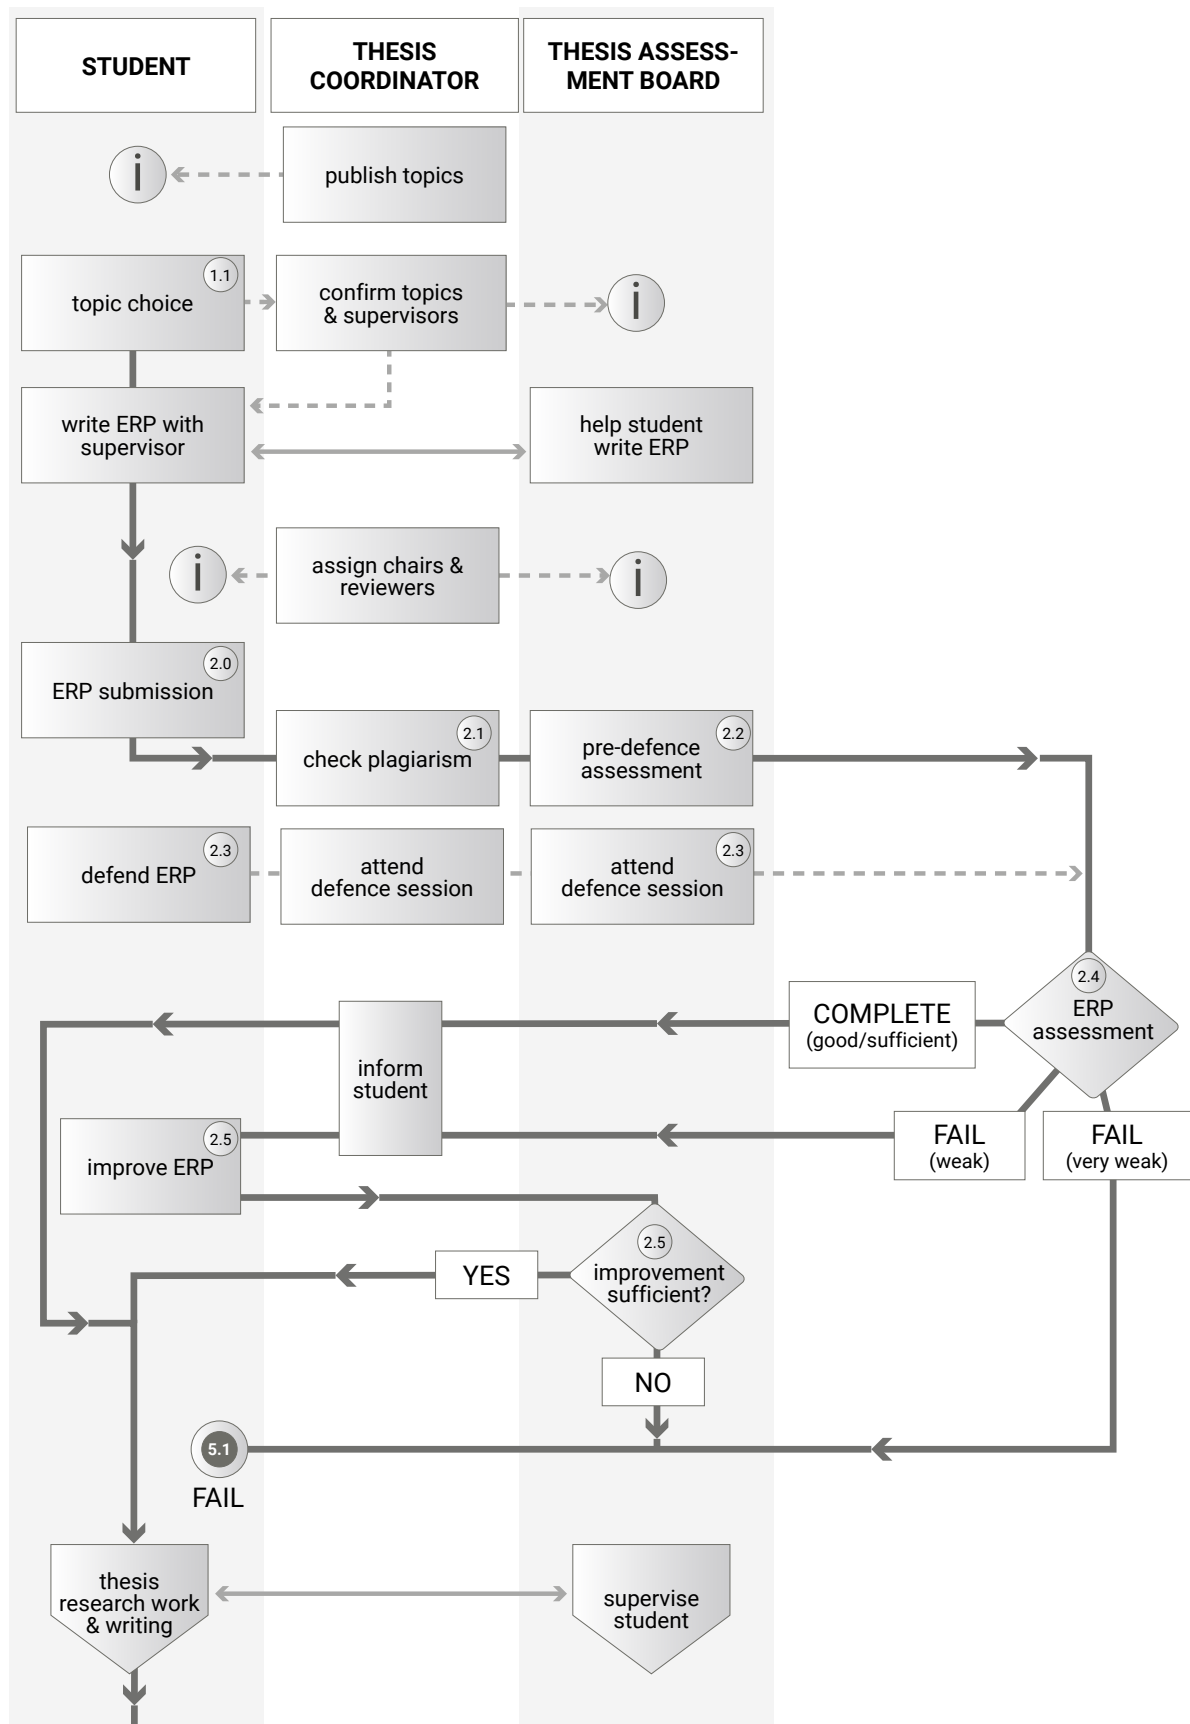 STUDENT
THESIS
COORDINATOR
THESIS ASSESS-
MENT BOARD
i
publish topics
1.1
topic choice
confirm topics
& supervisors
i
write ERP with
supervisor
help student
write ERP
i
assign chairs &
reviewers
i
2.0
ERP submission
2.1
check plagiarism
2.2
pre-defence
assessment
2.3
defend ERP
attend
defence session
2.3
attend
defence session
2.4
ERP
assessment
COMPLETE
(good/sufficient)
inform
student
FAIL
(weak)
FAIL
(very weak)
2.5
improve ERP
2.5
improvement
sufficient?
YES
NO
5.1
FAIL
thesis
research work
& writing
supervise
student